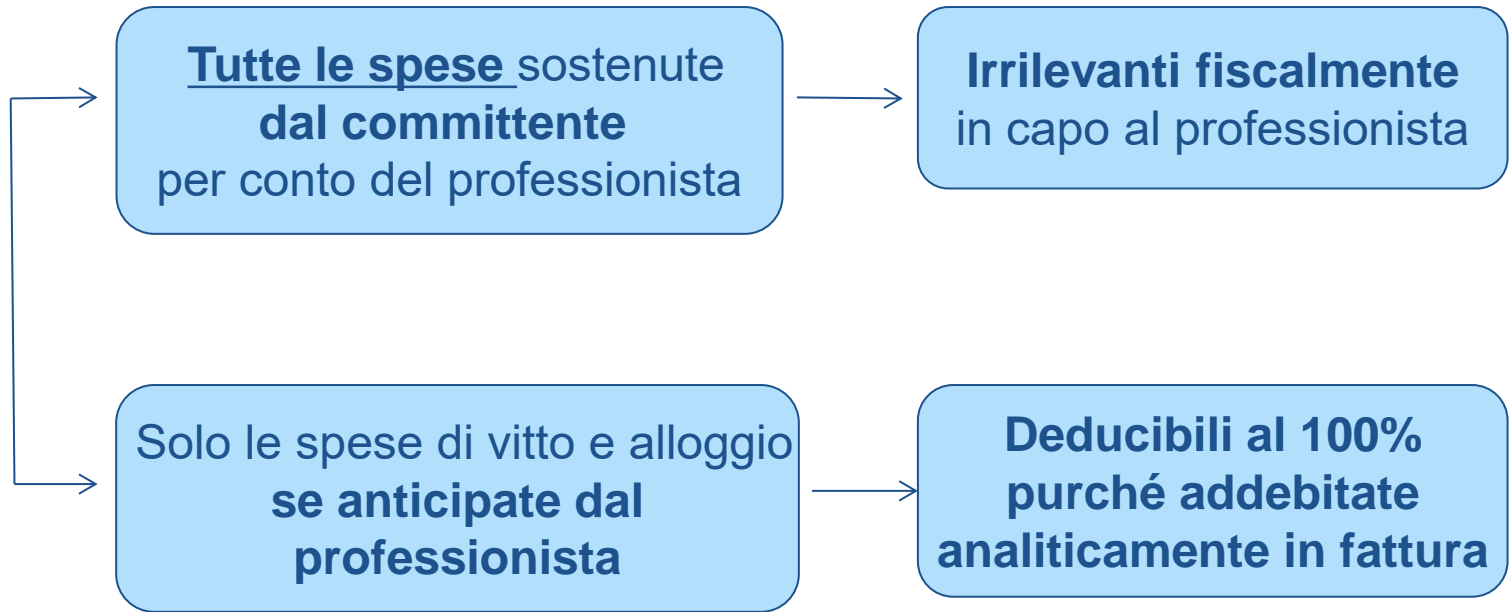 Tutte le spese sostenute
dal committente
per conto del professionista
Irrilevanti fiscalmente
in capo al professionista
Solo le spese di vitto e alloggio
se anticipate dal
professionista
Deducibili al 100%
purché addebitate
analiticamente in fattura